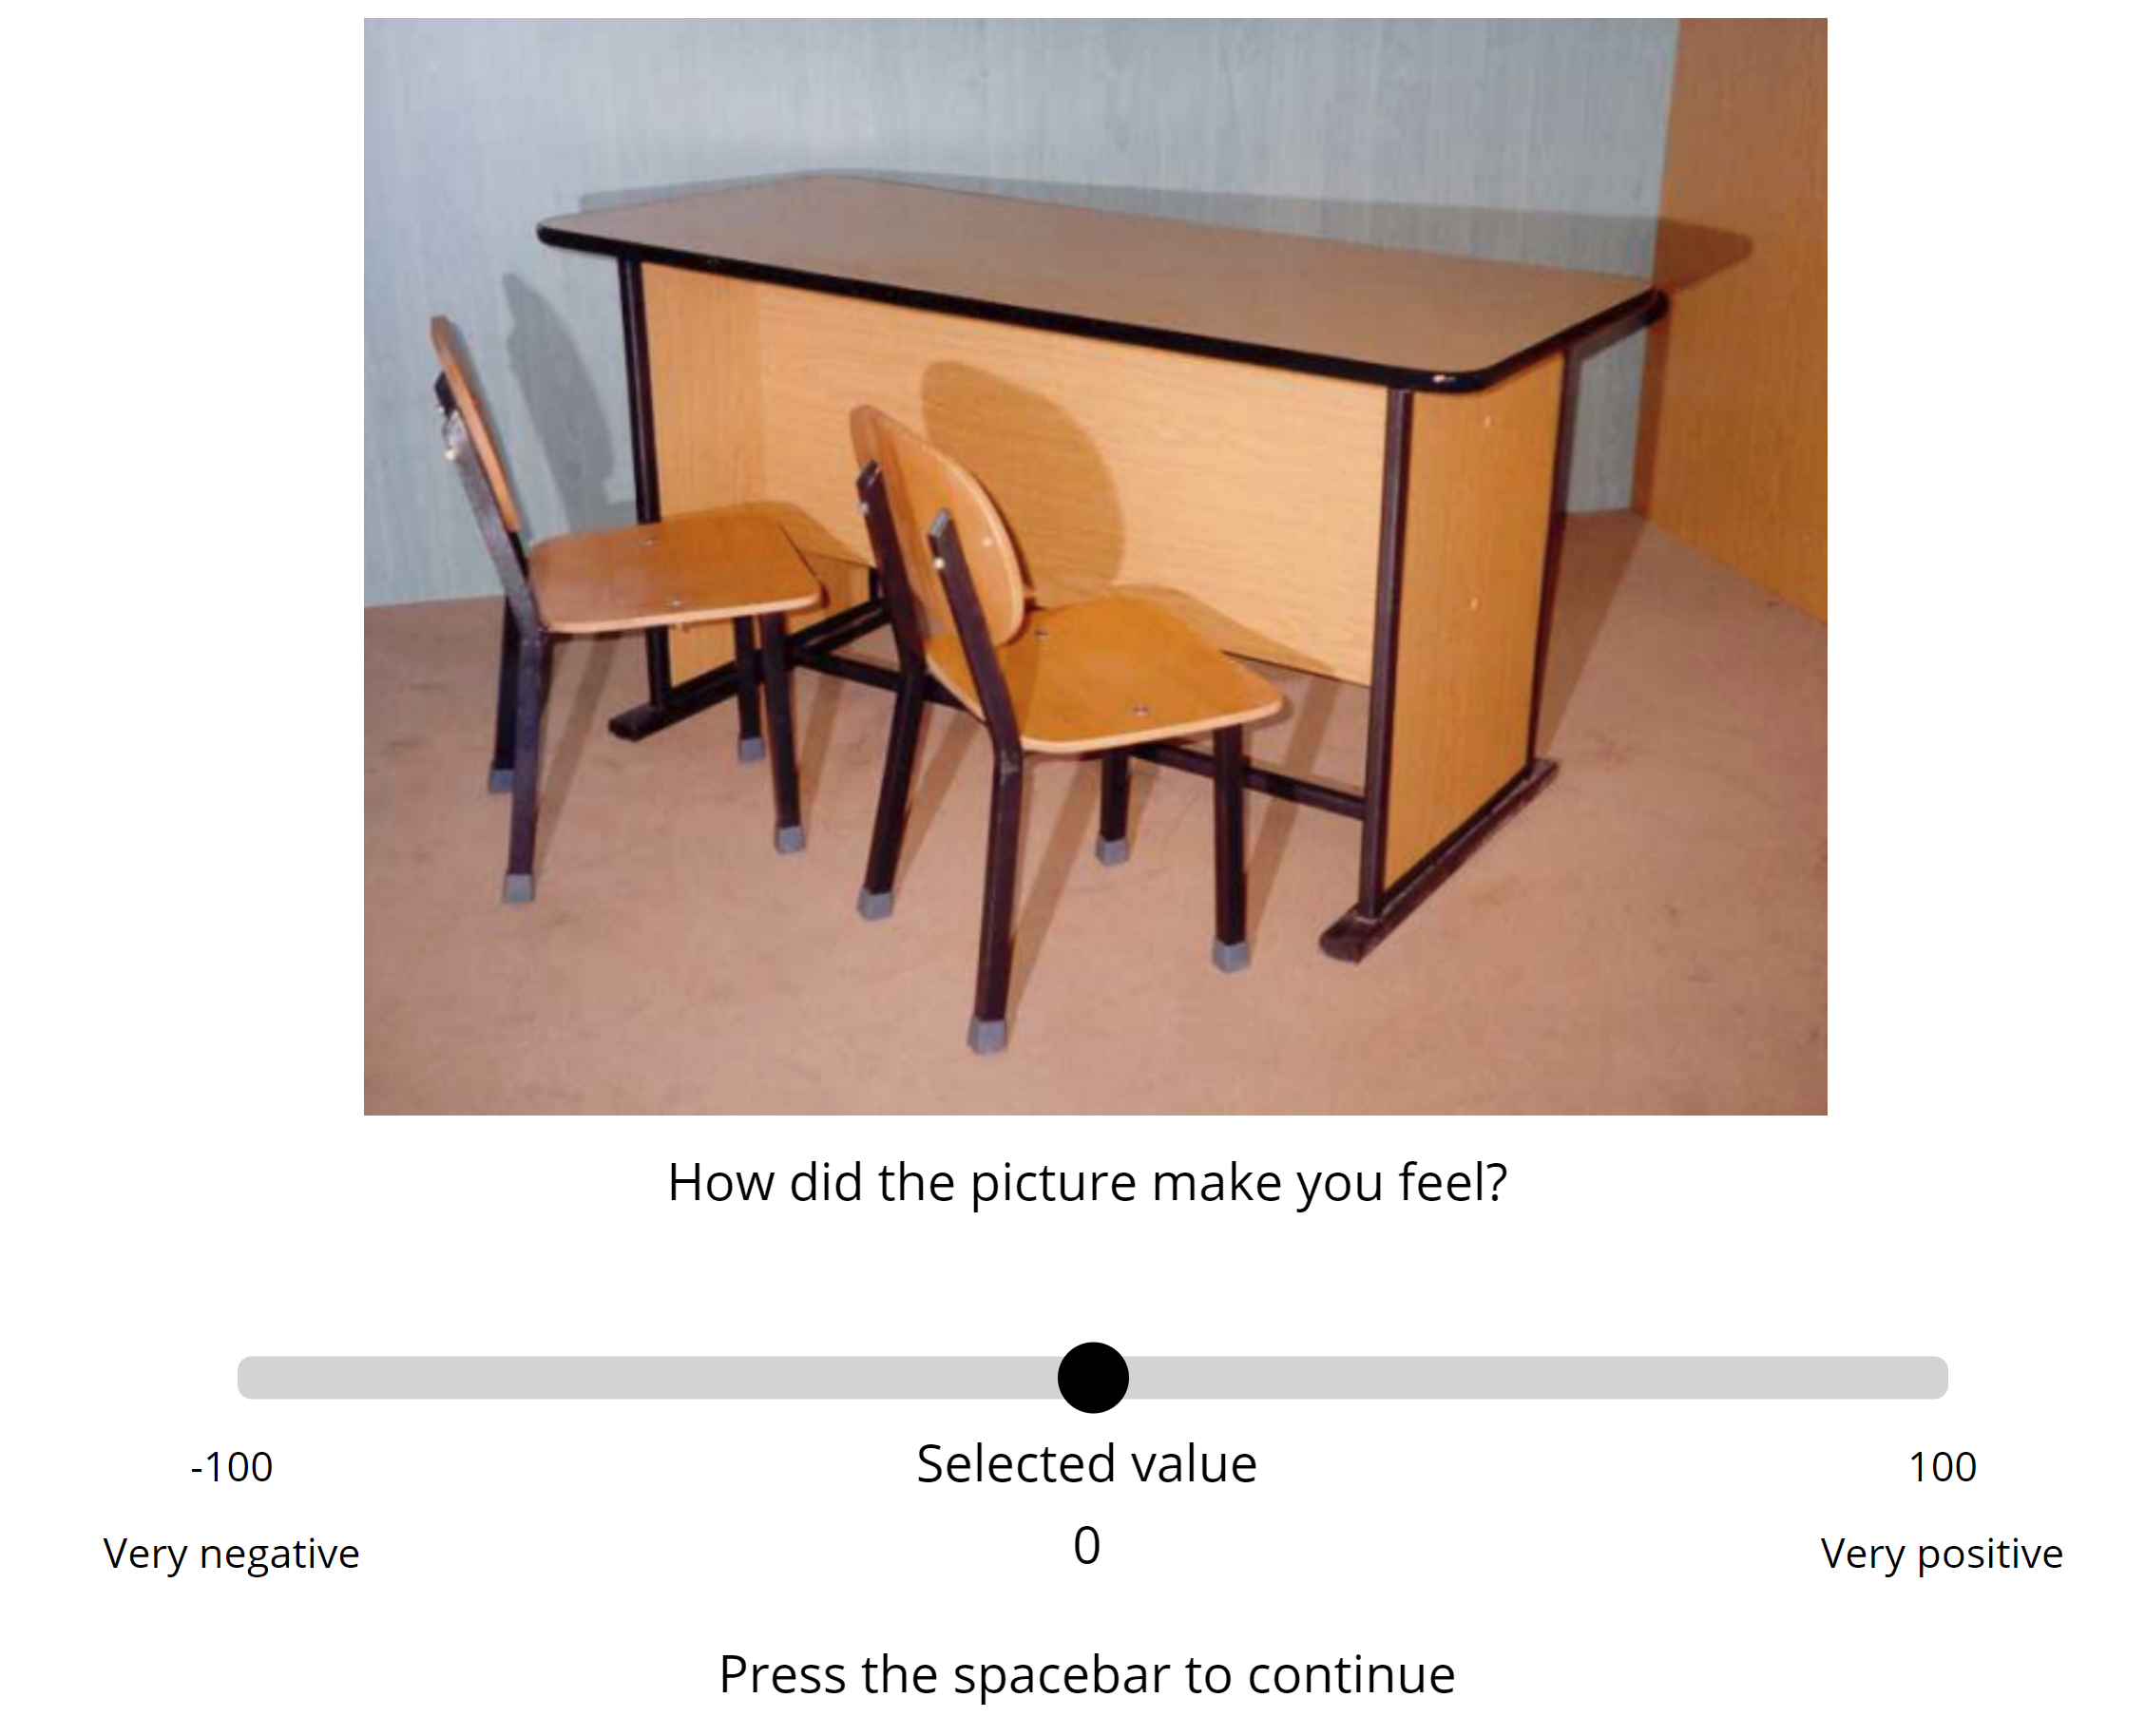 How did the picture make you feel?
-100
Selected value
100
Very negative
0
Very positive
Press the spacebar to continue